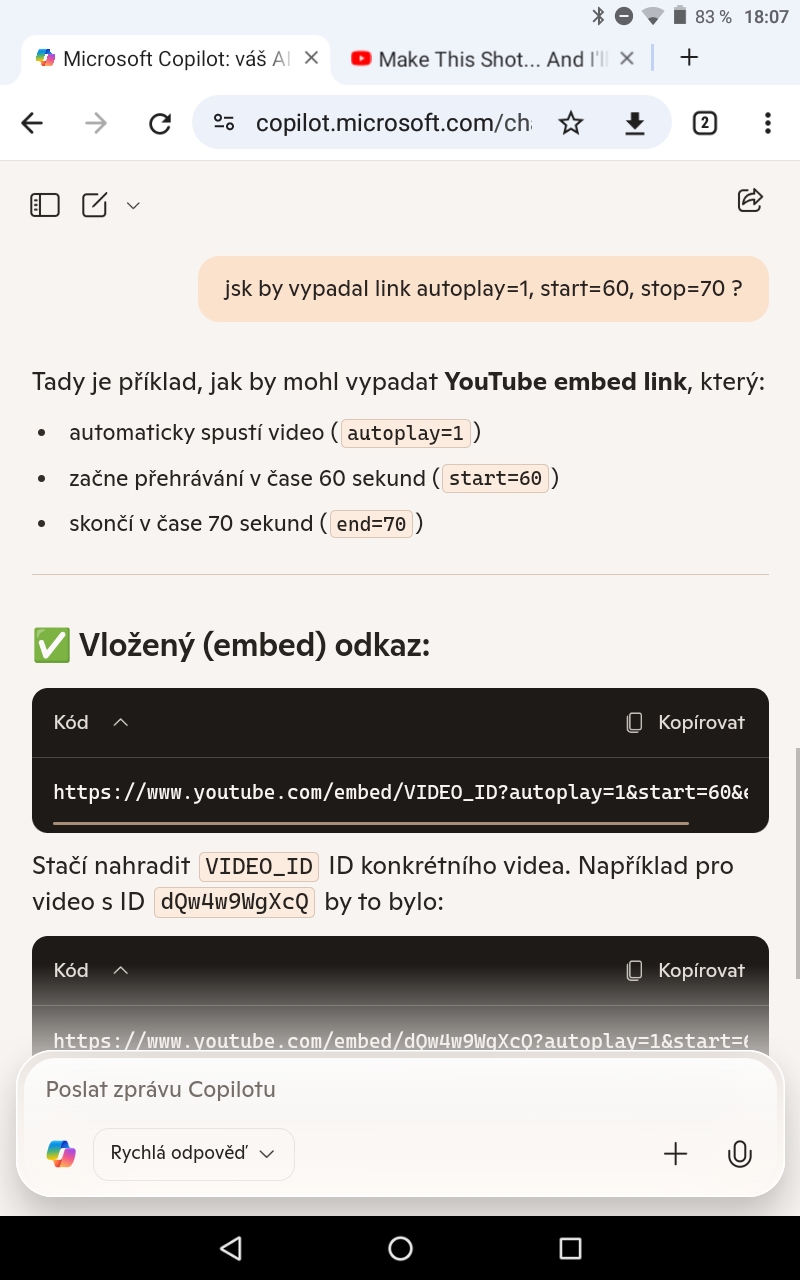 83 % 18:07
Microsoft Copilot: váš AI
Make This Shot... And I'll
copilot.microsoft.com/ch
2
jsk by vypadal link autoplay=1, start=60, stop=70 ?
Tady je příklad, jak by mohl vypadat YouTube embed link, který:
• automaticky spustí video ( autoplay=1 )
• začne přehrávání v čase 60 sekund ( start=60 )
• skončí v čase 70 sekund ( end=70 )
✅ Vložený (embed) odkaz:
Kód Kopírovat
https://www.youtube.com/embed/VIDEO_ID?autoplay=1&start=60&e
Stačí nahradit VIDEO_ID ID konkrétního videa. Například pro
video s ID dQw4w9WgXcQ by to bylo:
Kód Kopírovat
https://www.youtube.com/embed/dQw4w9WgXcQ?autoplay=1&start=6
Poslat zprávu Copilotu
Rychlá odpověď